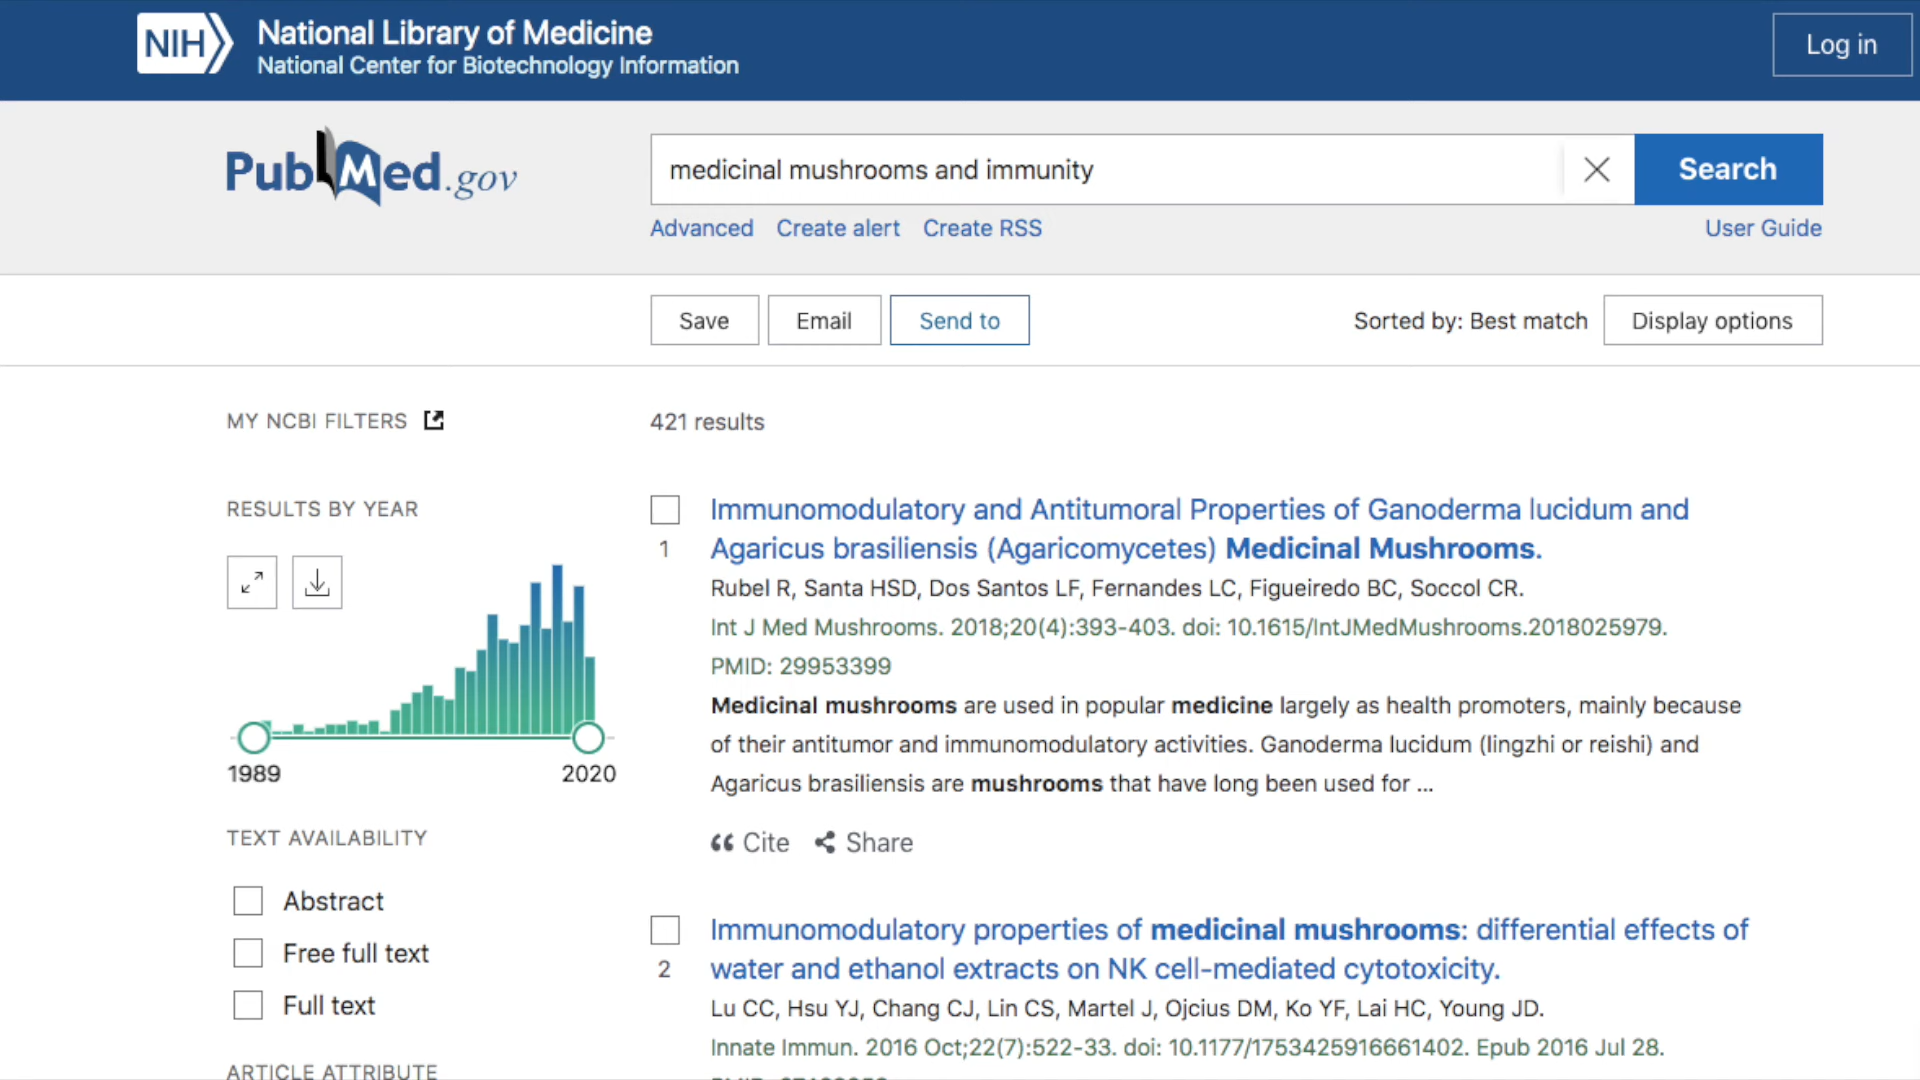 NIH
National Library of Medicine
National Center for Biotechnology Information
Log in
PubMed.gov
medicinal mushrooms and immunity
Search
Advanced Create alert Create RSS
User Guide
Save Email Send to
Sorted by: Best match Display options
MY NCBI FILTERS
421 results
RESULTS BY YEAR
1989 2020
TEXT AVAILABILITY
Abstract
Free full text
Full text
ARTICLE ATTRIBUTE
1
Immunomodulatory and Antitumoral Properties of Ganoderma lucidum and
Agaricus brasiliensis (Agaricomycetes) Medicinal Mushrooms.
Rubel R, Santa HSD, Dos Santos LF, Fernandes LC, Figueiredo BC, Soccol CR.
Int J Med Mushrooms. 2018;20(4):393-403. doi: 10.1615/IntJMedMushrooms.2018025979.
PMID: 29953399
Medicinal mushrooms are used in popular medicine largely as health promoters, mainly because
of their antitumor and immunomodulatory activities. Ganoderma lucidum (lingzhi or reishi) and
Agaricus brasiliensis are mushrooms that have long been used for ...
Cite Share
2
Immunomodulatory properties of medicinal mushrooms: differential effects of
water and ethanol extracts on NK cell-mediated cytotoxicity.
Lu CC, Hsu YJ, Chang CJ, Lin CS, Martel J, Ojcius DM, Ko YF, Lai HC, Young JD.
Innate Immun. 2016 Oct;22(7):522-33. doi: 10.1177/1753425916661402. Epub 2016 Jul 28.